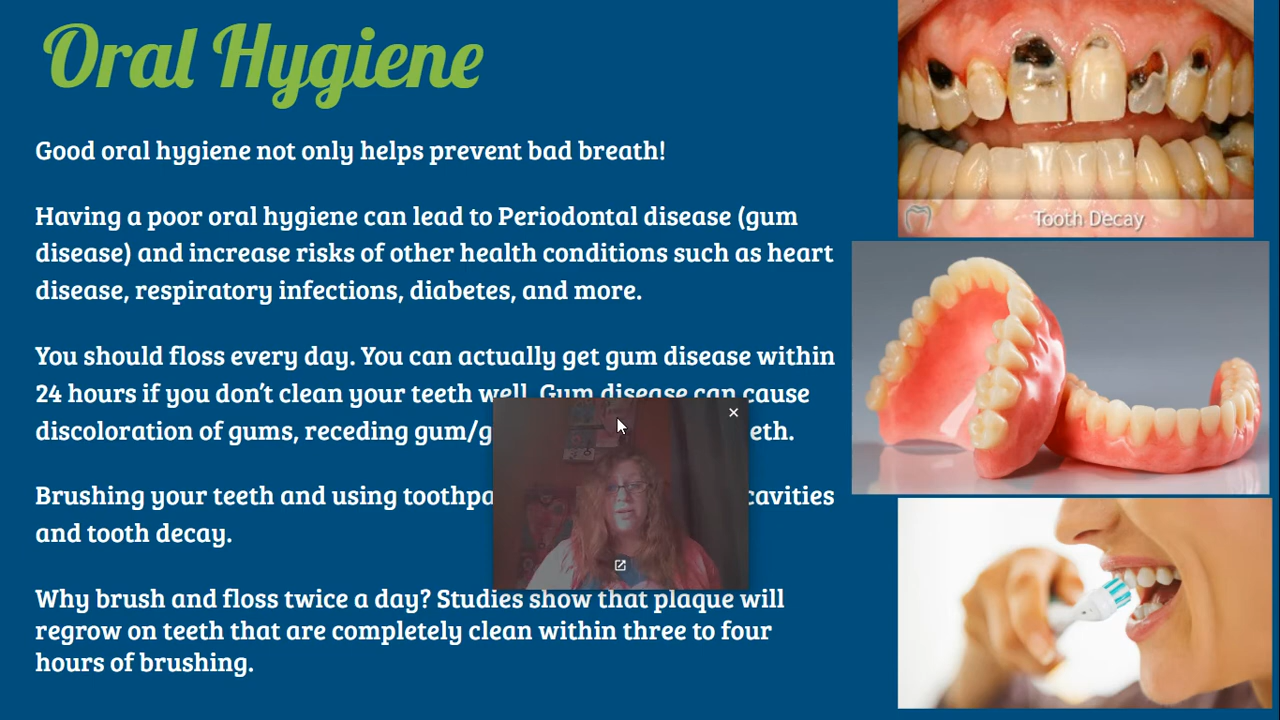 Oral Hygiene
Good oral hygiene not only helps prevent bad breath!
Having a poor oral hygiene can lead to Periodontal disease (gum
disease) and increase risks of other health conditions such as heart
disease, respiratory infections, diabetes, and more.
You should floss every day. You can actually get gum disease within
24 hours if you don't clean your teeth well. Gum disease can cause
discoloration of gums, receding gum/g eth.
Brushing your teeth and using toothpa cavities
and tooth decay.
Why brush and floss twice a day? Studies show that plaque will
regrow on teeth that are completely clean within three to four
hours of brushing.
Tooth Decay